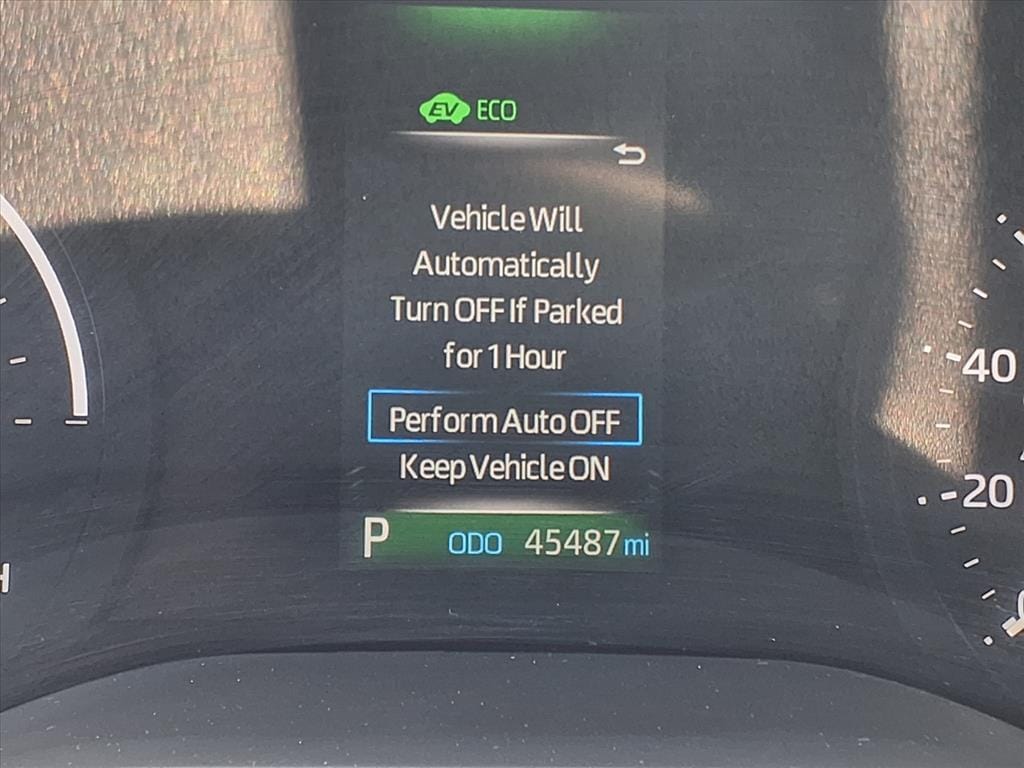 EV ECO
Vehicle Will
Automatically
Turn OFF If Parked
for 1 Hour
Perform Auto OFF
Keep Vehicle ON
P ODO 45487 mi
40
20